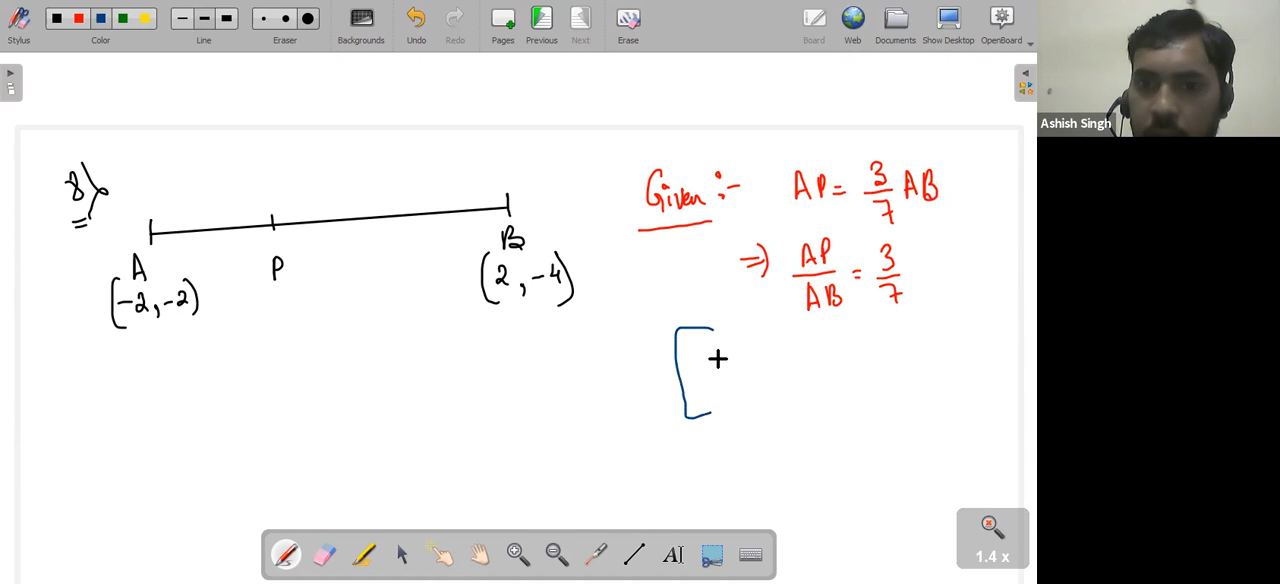 Stylus Color Line Eraser Backgrounds Undo Redo Pages Previous Next Erase Board Web Documents Show Desktop OpenBoard
Ashish Singh
8)
A P B
(-2, -2) (2, -4)
Given :- AP = 3/7 AB
=> AP/AB = 3/7
[
1.4 x